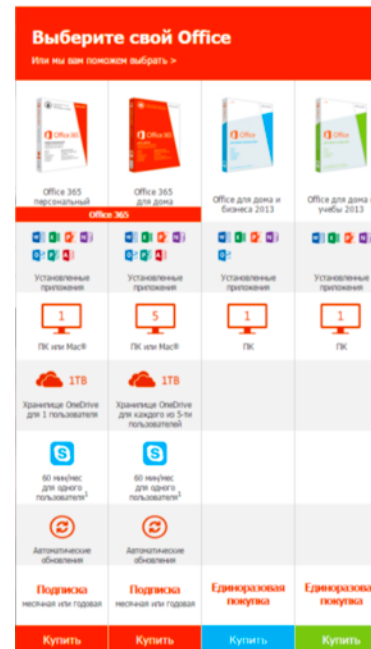 Выберите свой Office
Или мы вам поможем выбрать >
Office 365
персональный
Office 365
для дома
Office для дома и
бизнеса 2013
Office для дома и
учебы 2013
Office 365
Установленные
приложения
Установленные
приложения
Установленные
приложения
Установленные
приложения
1
5
1
1
ПК или Mac®
ПК или Mac®
ПК
ПК
1TB
1TB
Хранилище OneDrive
для 1 пользователя
Хранилище OneDrive
для каждого из 5-ти
пользователей
60 мин/мес
для одного
пользователя1
60 мин/мес
для одного
пользователя1
Автоматические
обновления
Автоматические
обновления
Подписка
месячная или годовая
Подписка
месячная или годовая
Единоразовая
покупка
Единоразова
покупка
Купить
Купить
Купить
Купить